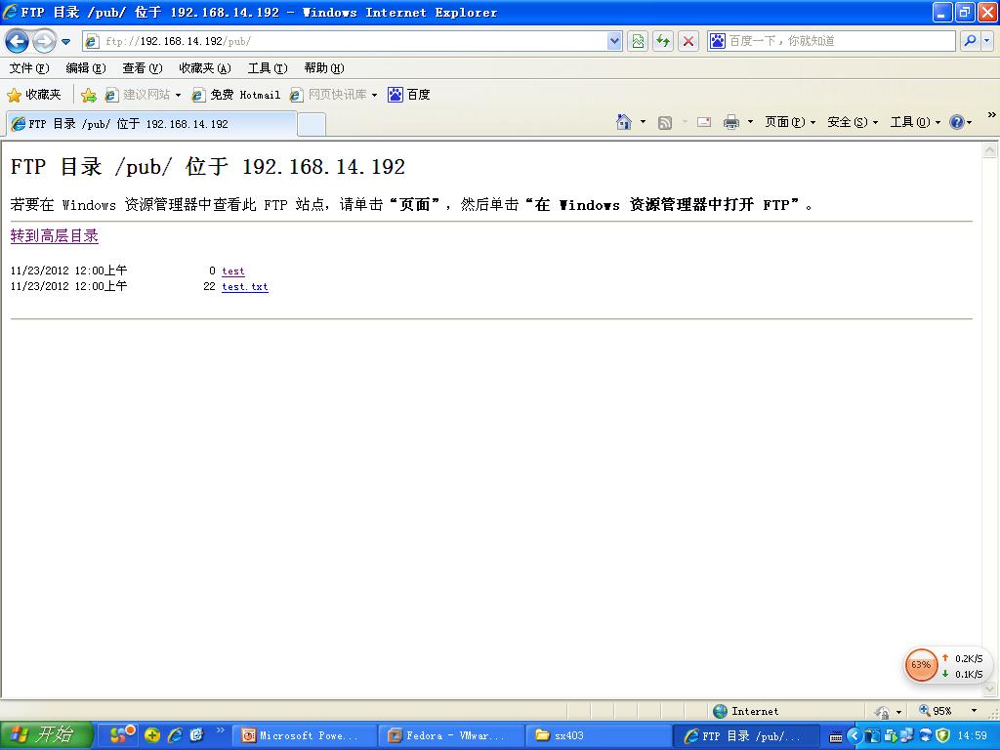 FTP 目录 /pub/ 位于 192.168.14.192 - Windows Internet Explorer
ftp://192.168.14.192/pub/
百度一下，你就知道
文件(F) 编辑(E) 查看(V) 收藏夹(A) 工具(T) 帮助(H)
收藏夹 建议网站 免费 Hotmail 网页快讯库 百度
FTP 目录 /pub/ 位于 192.168.14.192
页面(P) 安全(S) 工具(O)
FTP 目录 /pub/ 位于 192.168.14.192
若要在 Windows 资源管理器中查看此 FTP 站点，请单击“页面”，然后单击“在 Windows 资源管理器中打开 FTP”。
转到高层目录
11/23/2012 12:00上午 0 test
11/23/2012 12:00上午 22 test.txt
63% 0.2K/S
0.1K/S
Internet 95%
开始 Microsoft Powe... Fedora - VMwar... sx403 FTP 目录 /pub/... 14:59